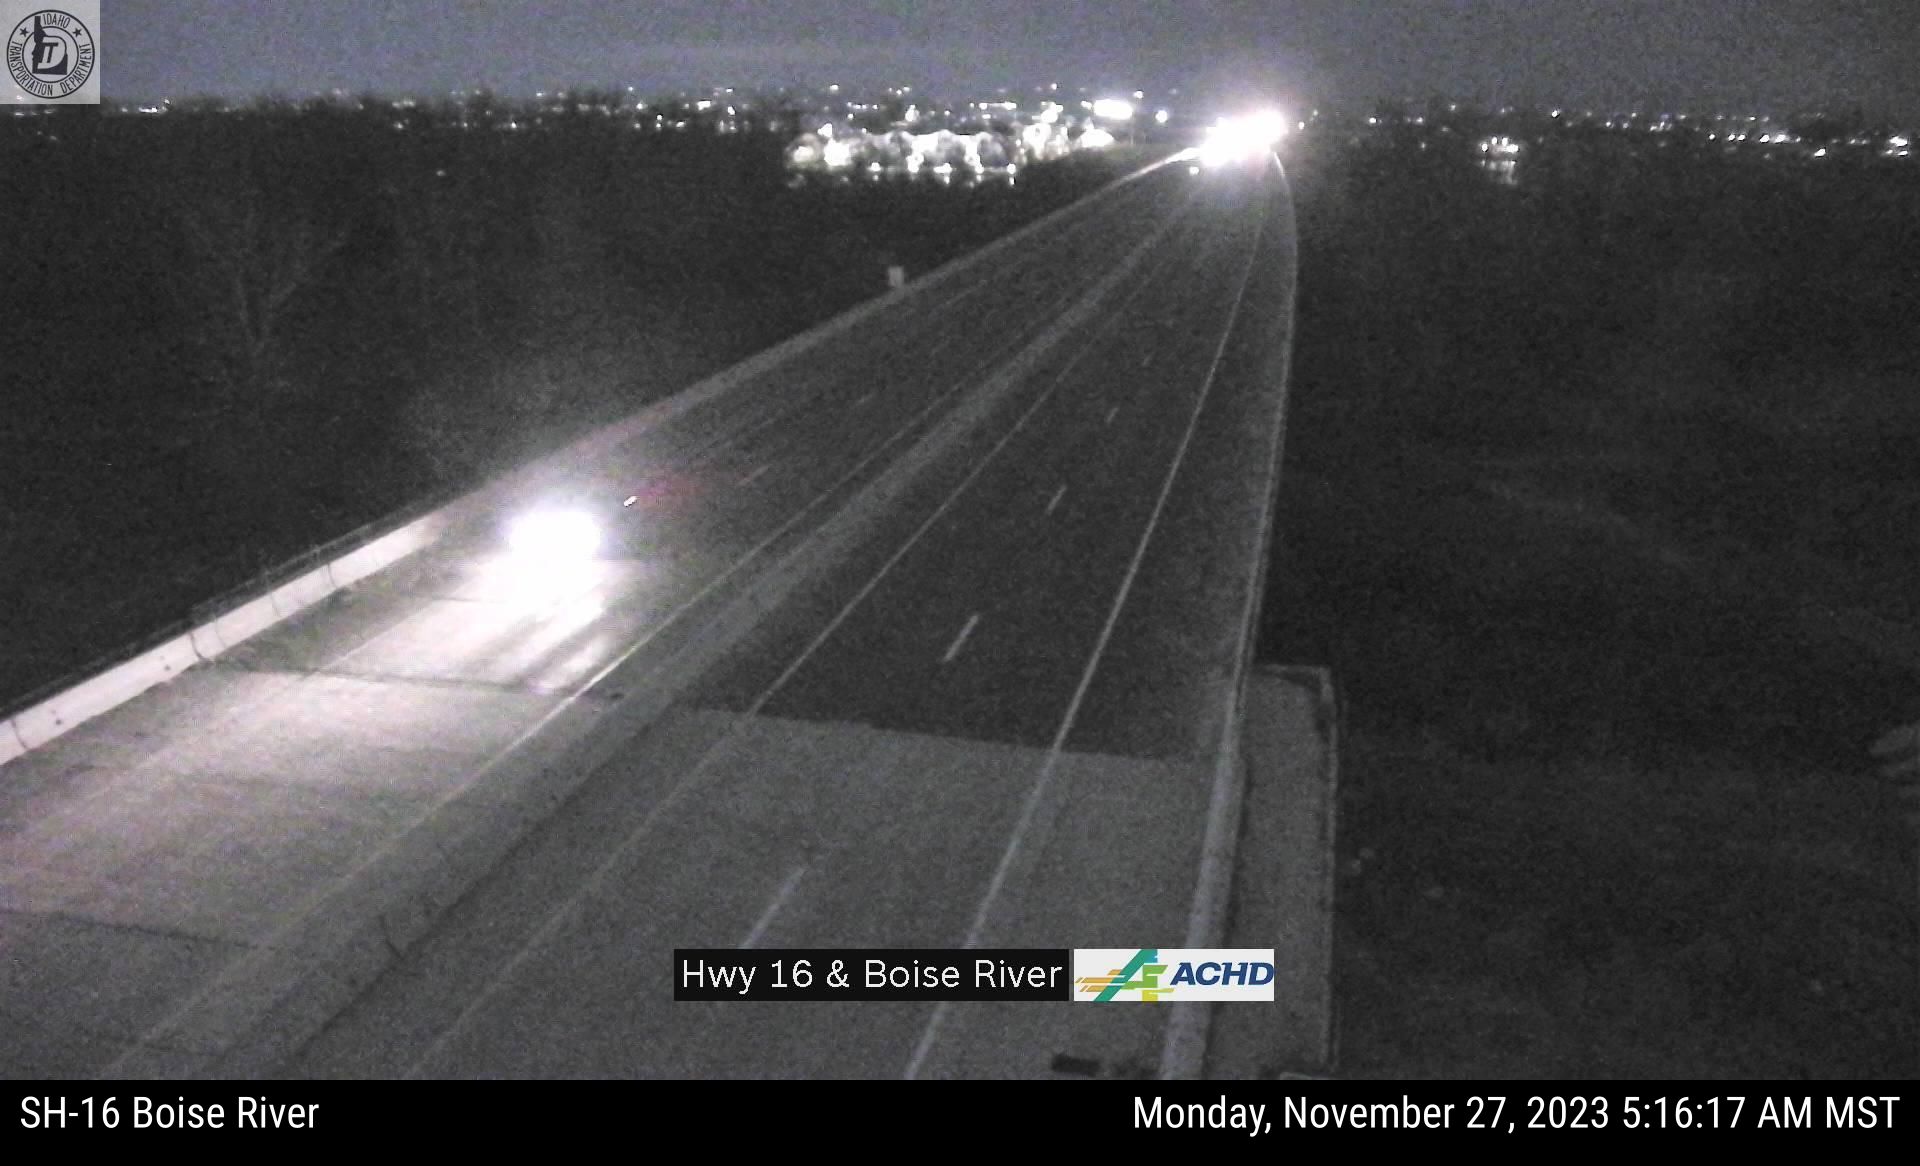 IDAHO
TRANSPORTATION DEPARTMENT
T
Hwy 16 & Boise River
ACHD
SH-16 Boise River
Monday, November 27, 2023 5:16:17 AM MST